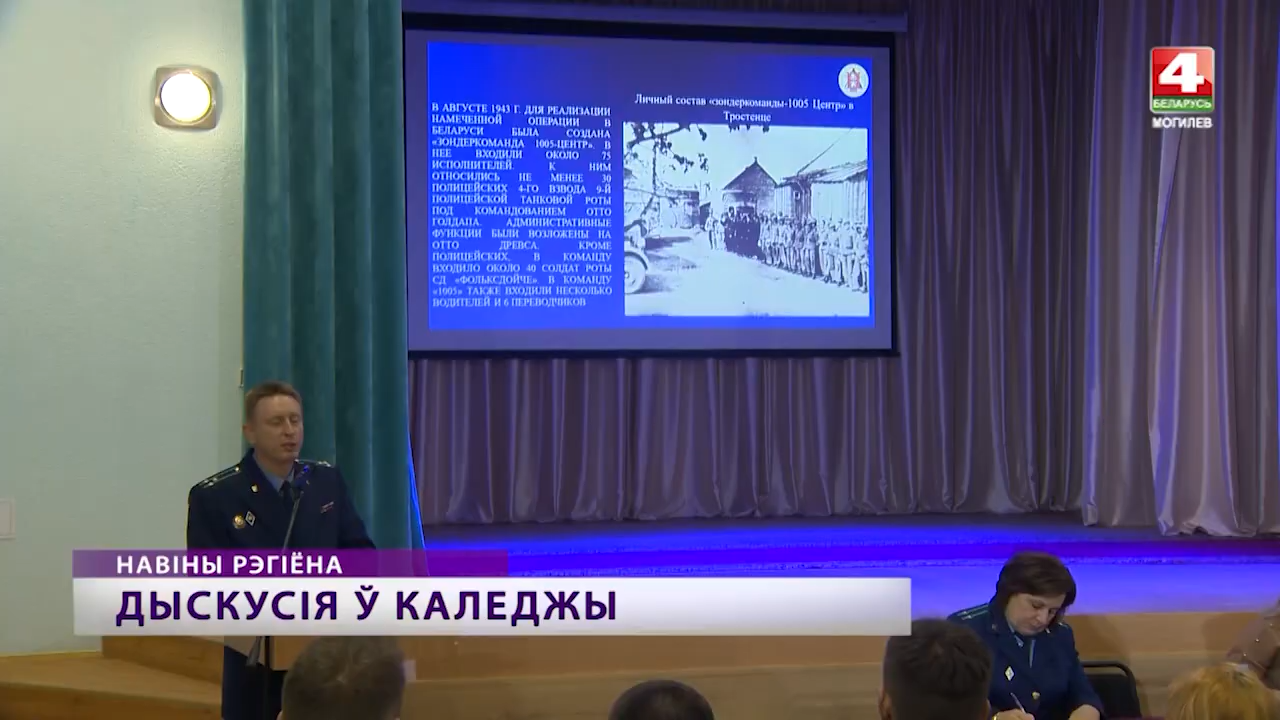 4
БЕЛАРУСЬ
МОГИЛЕВ
Личный состав «зондеркоманды-1005 Центр» в
Тростенце
В АВГУСТЕ 1943 Г. ДЛЯ РЕАЛИЗАЦИИ
НАМЕЧЕННОЙ ОПЕРАЦИИ В
БЕЛАРУСИ БЫЛА СОЗДАНА
«ЗОНДЕРКОМАНДА 1005-ЦЕНТР». В
НЕЕ ВХОДИЛИ ОКОЛО 75
ИСПОЛНИТЕЛЕЙ. К НИМ
ОТНОСИЛИСЬ НЕ МЕНЕЕ 30
ПОЛИЦЕЙСКИХ 4-ГО ВЗВОДА 9-Й
ПОЛИЦЕЙСКОЙ ТАНКОВОЙ РОТЫ
ПОД КОМАНДОВАНИЕМ ОТТО
ГОЛДАПА. АДМИНИСТРАТИВНЫЕ
ФУНКЦИИ БЫЛИ ВОЗЛОЖЕНЫ НА
ОТТО ДРЕВСА. КРОМЕ
ПОЛИЦЕЙСКИХ, В КОМАНДУ
ВХОДИЛО ОКОЛО 40 СОЛДАТ РОТЫ
СД «ФОЛЬКСДОЙЧЕ». В КОМАНДУ
«1005» ТАКЖЕ ВХОДИЛИ НЕСКОЛЬКО
ВОДИТЕЛЕЙ И 6 ПЕРЕВОДЧИКОВ
НАВІНЫ РЭГІЁНА
ДЫСКУСІЯ Ў КАЛЕДЖЫ